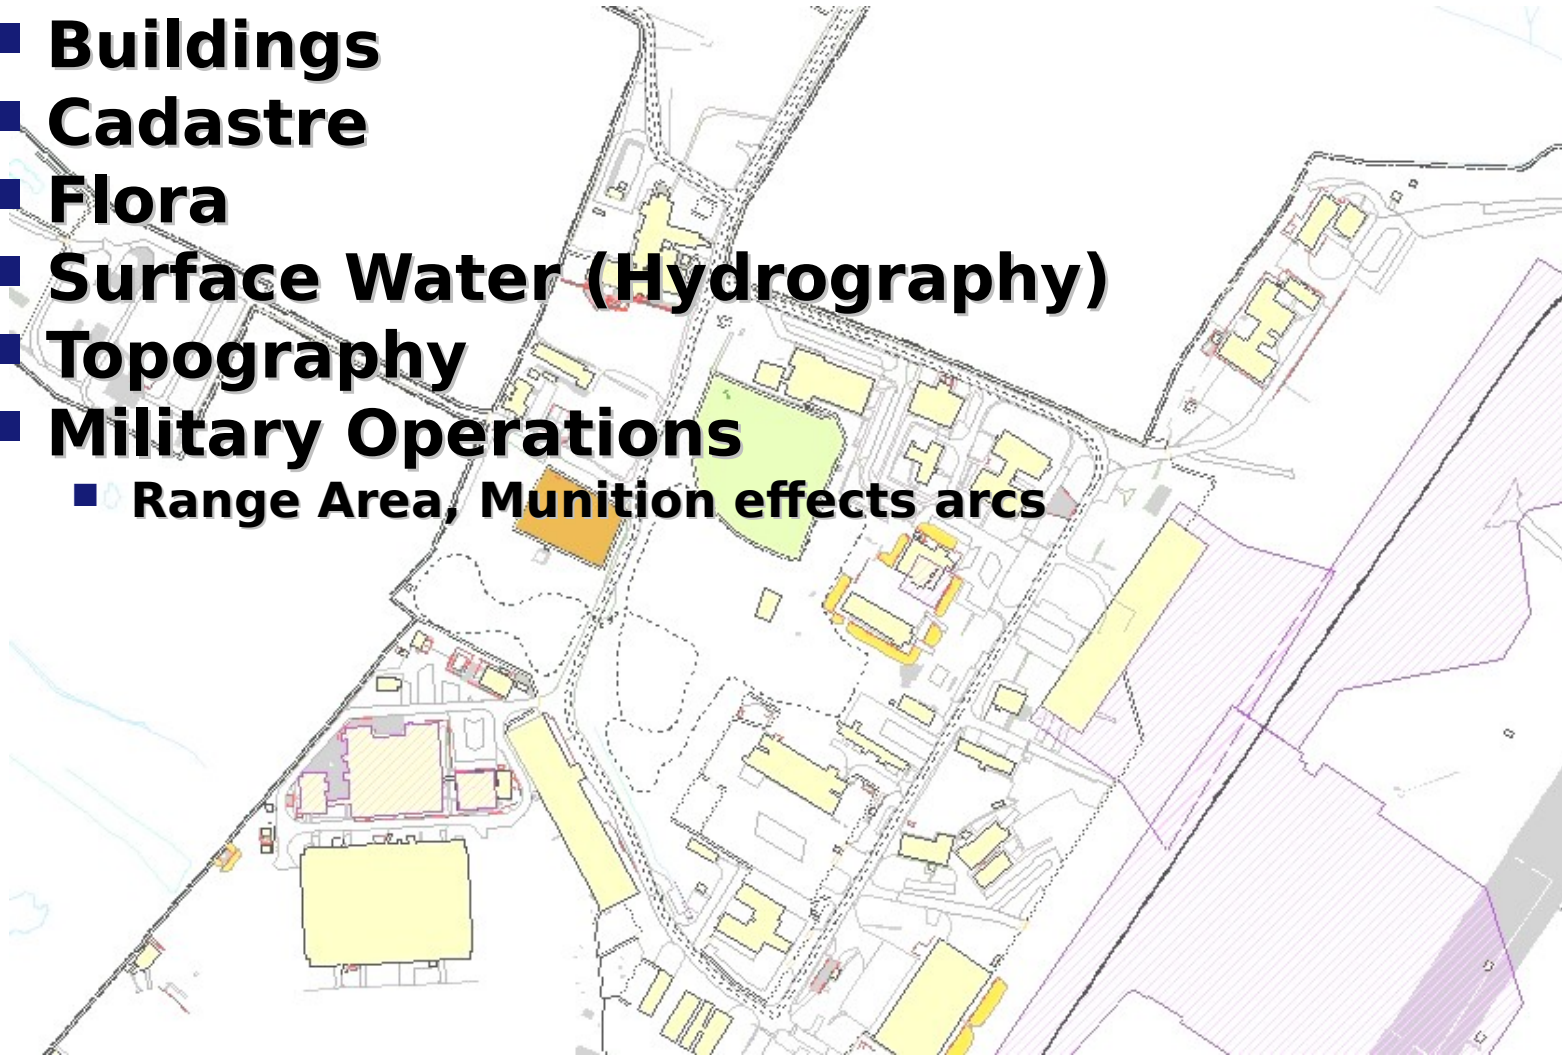 Buildings
Cadastre
Flora
Surface Water (Hydrography)
Topography
Military Operations
Range Area, Munition effects arcs